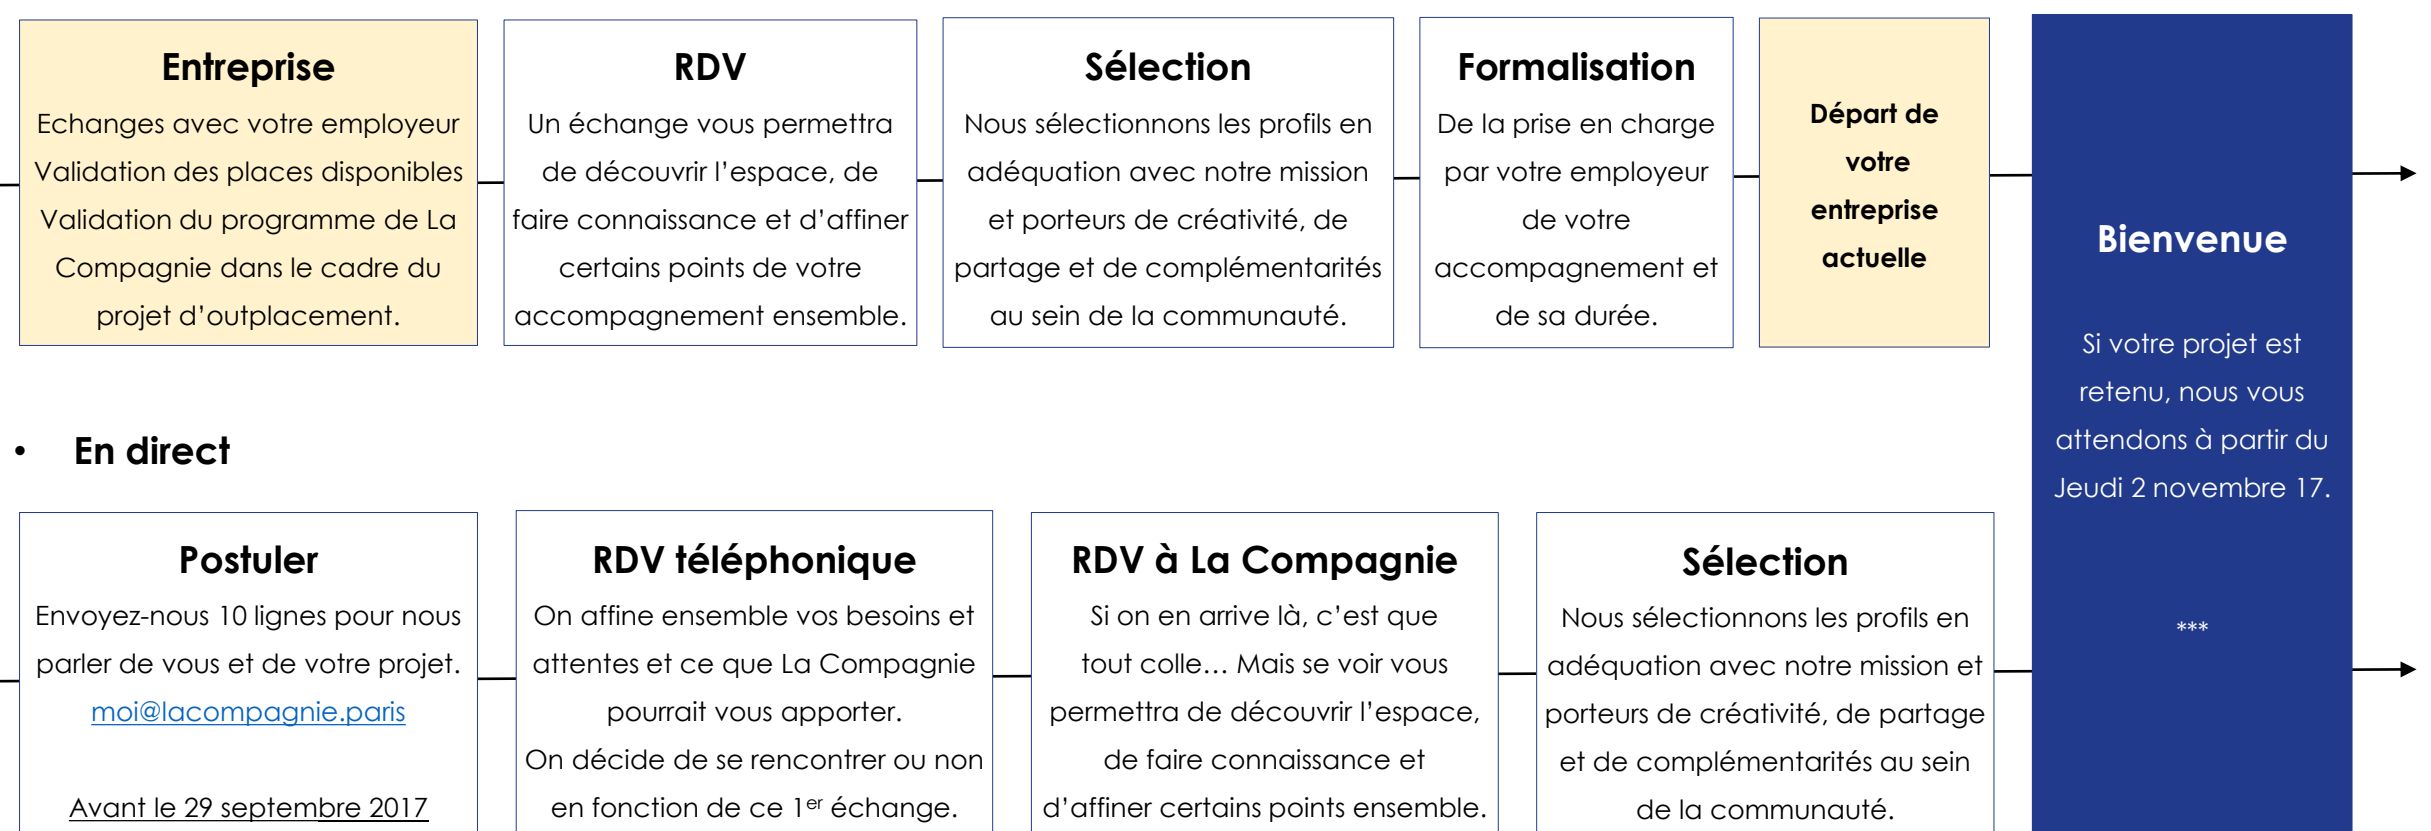 Entreprise
Echanges avec votre employeur
Validation des places disponibles
Validation du programme de La
Compagnie dans le cadre du
projet d’outplacement.
RDV
Un échange vous permettra
de découvrir l’espace, de
faire connaissance et d’affiner
certains points de votre
accompagnement ensemble.
Sélection
Nous sélectionnons les profils en
adéquation avec notre mission
et porteurs de créativité, de
partage et de complémentarités
au sein de la communauté.
Formalisation
De la prise en charge
par votre employeur
de votre
accompagnement et
de sa durée.
Départ de
votre
entreprise
actuelle
Bienvenue
Si votre projet est
retenu, nous vous
attendons à partir du
Jeudi 2 novembre 17.
***
• En direct
Postuler
Envoyez-nous 10 lignes pour nous
parler de vous et de votre projet.
moi@lacompagnie.paris
Avant le 29 septembre 2017
RDV téléphonique
On affine ensemble vos besoins et
attentes et ce que La Compagnie
pourrait vous apporter.
On décide de se rencontrer ou non
en fonction de ce 1er échange.
RDV à La Compagnie
Si on en arrive là, c’est que
tout colle… Mais se voir vous
permettra de découvrir l’espace,
de faire connaissance et
d’affiner certains points ensemble.
Sélection
Nous sélectionnons les profils en
adéquation avec notre mission et
porteurs de créativité, de partage
et de complémentarités au sein
de la communauté.